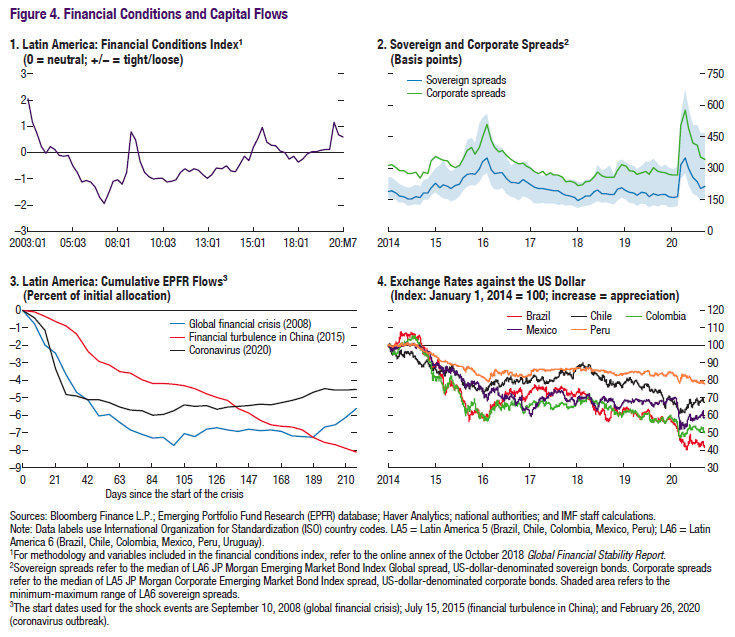 Figure 4. Financial Conditions and Capital Flows
1. Latin America: Financial Conditions Index¹
(0 = neutral; +/– = tight/loose)
3
2
1
0
–1
–2
–3
2003:Q1 05:Q3 08:Q1 10:Q3 13:Q1 15:Q1 18:Q1 20:M7
2. Sovereign and Corporate Spreads²
(Basis points)
Sovereign spreads
Corporate spreads
750
600
450
300
150
0
2014 15 16 17 18 19 20
3. Latin America: Cumulative EPFR Flows³
(Percent of initial allocation)
Global financial crisis (2008)
Financial turbulence in China (2015)
Coronavirus (2020)
0
–1
–2
–3
–4
–5
–6
–7
–8
–9
0 21 42 63 84 105 126 147 168 189 210
Days since the start of the crisis
4. Exchange Rates against the US Dollar
(Index: January 1, 2014 = 100; increase = appreciation)
Brazil Chile Colombia
Mexico Peru
120
110
100
90
80
70
60
50
40
30
2014 15 16 17 18 19 20
Sources: Bloomberg Finance L.P.; Emerging Portfolio Fund Research (EPFR) database; Haver Analytics; national authorities; and IMF staff calculations.
Note: Data labels use International Organization for Standardization (ISO) country codes. LA5 = Latin America 5 (Brazil, Chile, Colombia, Mexico, Peru); LA6 = Latin
America 6 (Brazil, Chile, Colombia, Mexico, Peru, Uruguay).
¹For methodology and variables included in the financial conditions index, refer to the online annex of the October 2018 Global Financial Stability Report.
²Sovereign spreads refer to the median of LA6 JP Morgan Emerging Market Bond Index Global spread, US-dollar-denominated sovereign bonds. Corporate spreads
refer to the median of LA5 JP Morgan Corporate Emerging Market Bond Index spread, US-dollar-denominated corporate bonds. Shaded area refers to the
minimum-maximum range of LA6 sovereign spreads.
³The start dates used for the shock events are September 10, 2008 (global financial crisis); July 15, 2015 (financial turbulence in China); and February 26, 2020
(coronavirus outbreak).